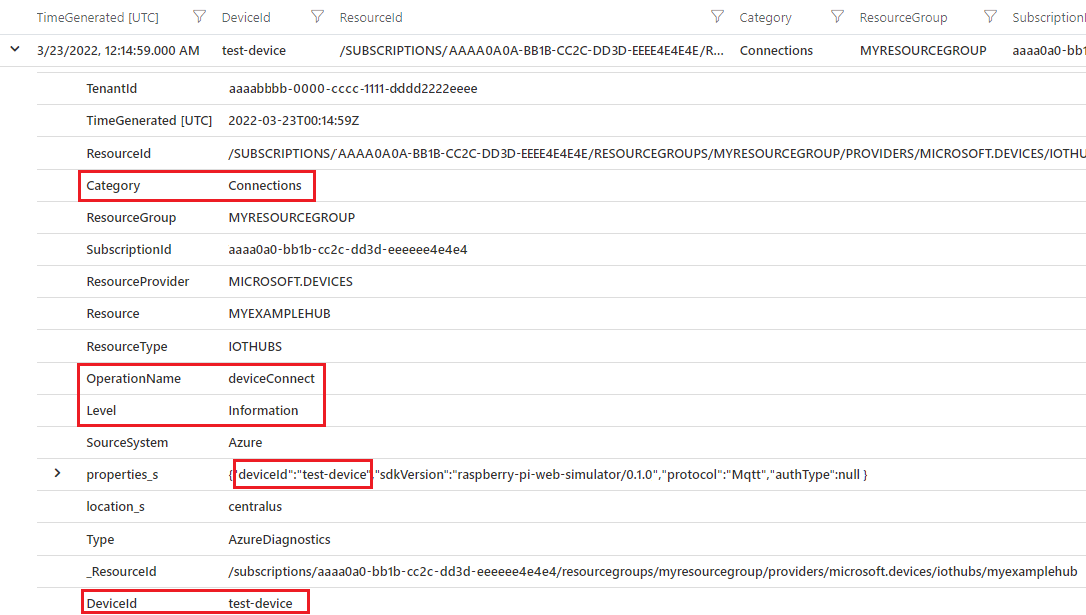 TimeGenerated [UTC] DeviceId ResourceId Category ResourceGroup SubscriptionI
3/23/2022, 12:14:59.000 AM test-device /SUBSCRIPTIONS/AAAA0A0A-BB1B-CC2C-DD3D-EEEE4E4E4E/R... Connections MYRESOURCEGROUP aaaa0a0-bb1
TenantId aaaabbbb-0000-cccc-1111-dddd2222eeee
TimeGenerated [UTC] 2022-03-23T00:14:59Z
ResourceId /SUBSCRIPTIONS/AAAA0A0A-BB1B-CC2C-DD3D-EEEE4E4E4E/RESOURCEGROUPS/MYRESOURCEGROUP/PROVIDERS/MICROSOFT.DEVICES/IOTHU
Category Connections
ResourceGroup MYRESOURCEGROUP
SubscriptionId aaaa0a0-bb1b-cc2c-dd3d-eeeeee4e4e4
ResourceProvider MICROSOFT.DEVICES
Resource MYEXAMPLEHUB
ResourceType IOTHUBS
OperationName deviceConnect
Level Information
SourceSystem Azure
properties_s {"deviceId":"test-device","sdkVersion":"raspberry-pi-web-simulator/0.1.0","protocol":"Mqtt","authType":null }
location_s centralus
Type AzureDiagnostics
_ResourceId /subscriptions/aaaa0a0-bb1b-cc2c-dd3d-eeeeee4e4e4/resourcegroups/myresourcegroup/providers/microsoft.devices/iothubs/myexamplehub
DeviceId test-device